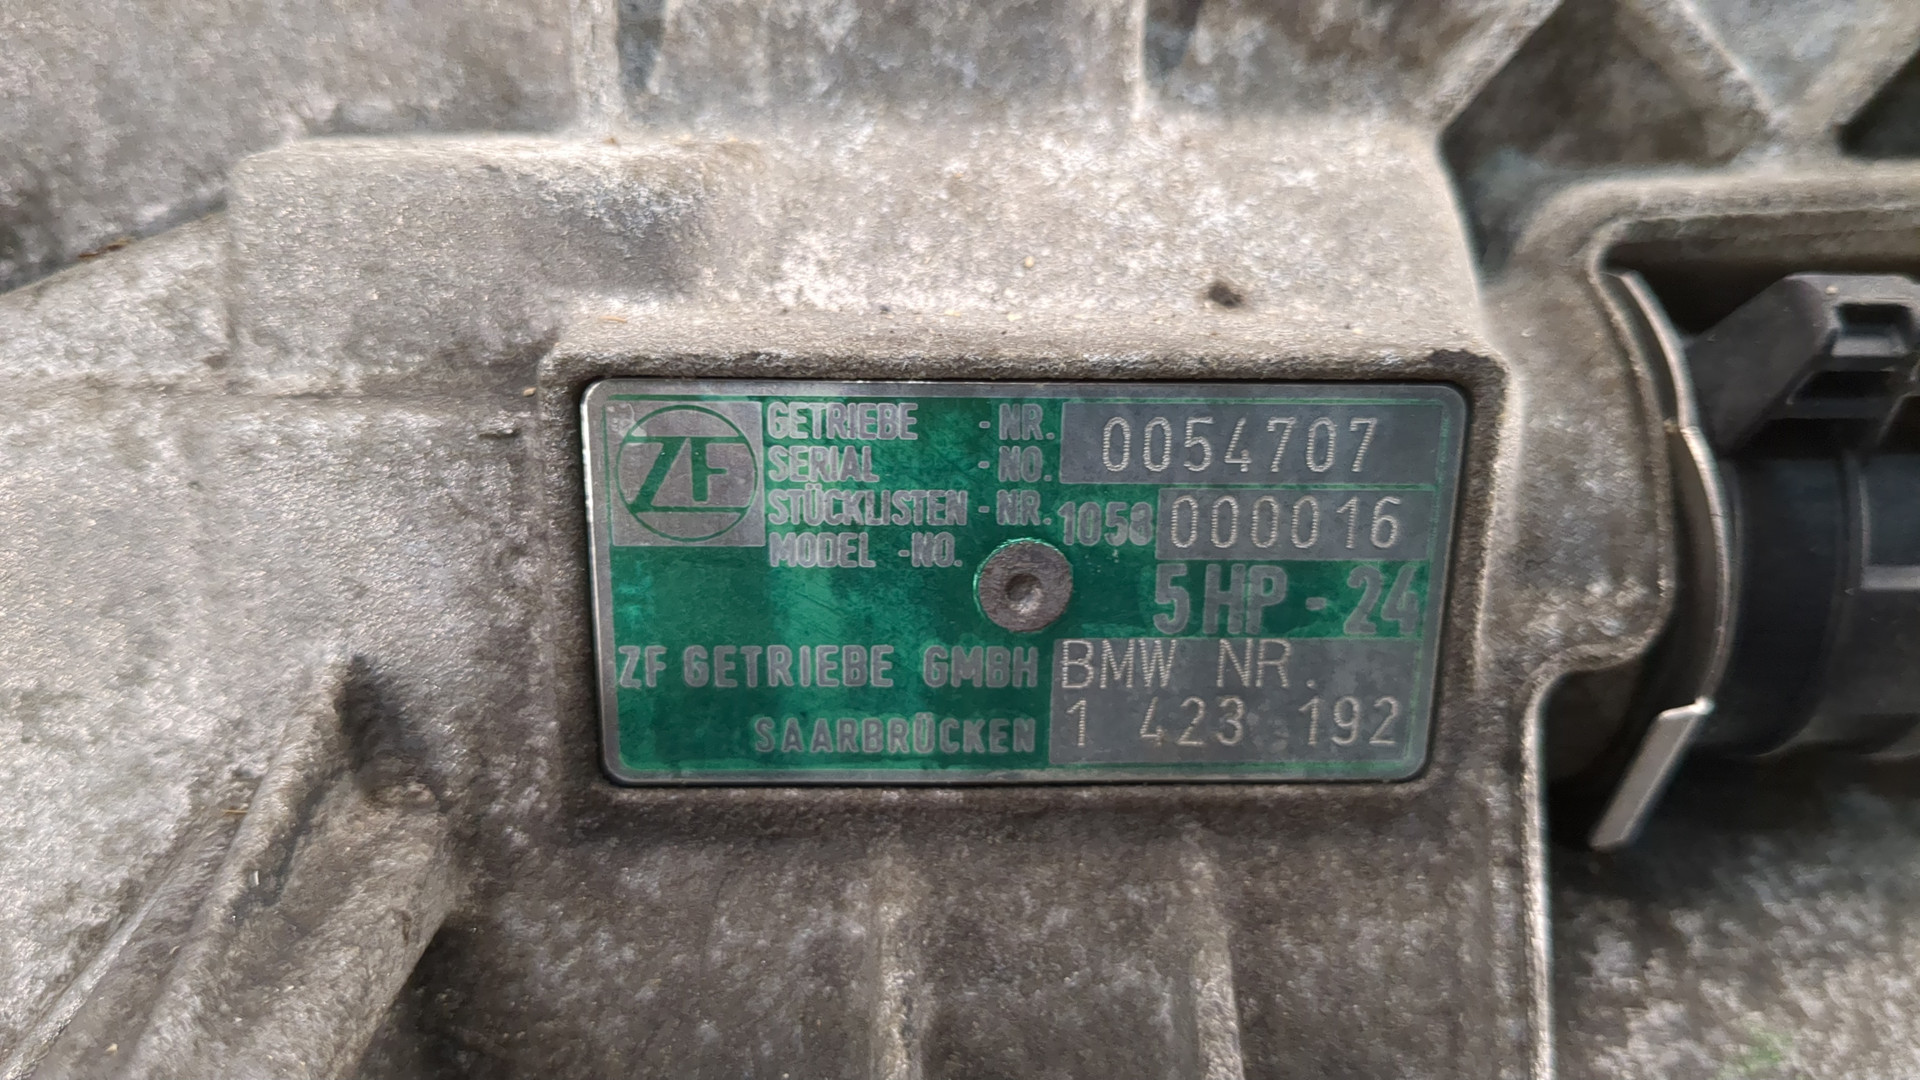 ZF
GETRIEBE -NR. 0054707
SERIAL -NO.
STÜCKLISTEN -NR. 1058 000016
MODEL -NO.
5HP-24
ZF GETRIEBE GMBH BMW NR.
SAARBRÜCKEN 1 423 192